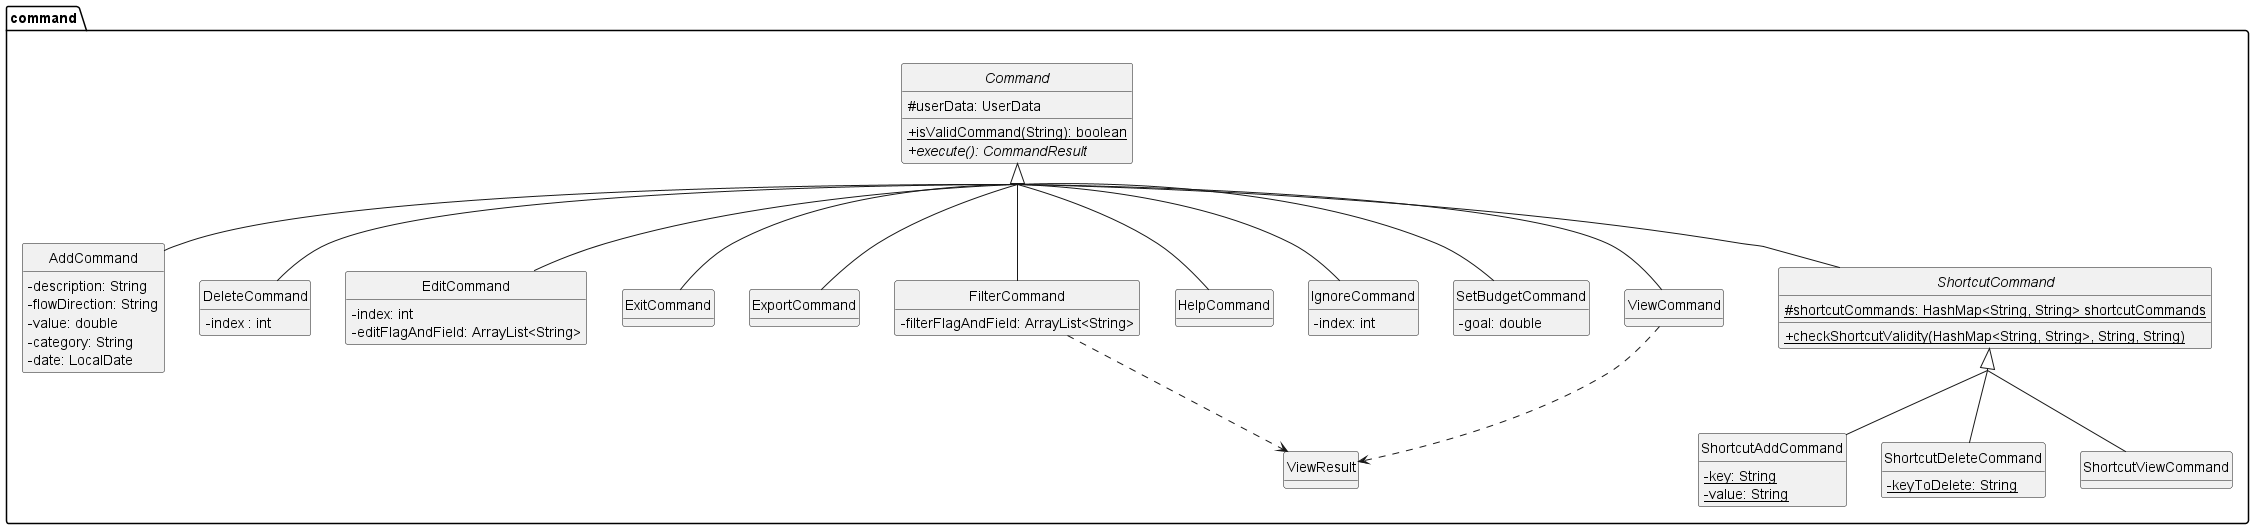 command
Command
#userData: UserData
+isValidCommand(String): boolean
+execute(): CommandResult
AddCommand
-description: String
-flowDirection: String
-value: double
-category: String
-date: LocalDate
DeleteCommand
-index : int
EditCommand
-index: int
-editFlagAndField: ArrayList<String>
ExitCommand
ExportCommand
FilterCommand
-filterFlagAndField: ArrayList<String>
HelpCommand
IgnoreCommand
-index: int
SetBudgetCommand
-goal: double
ViewCommand
ShortcutCommand
#shortcutCommands: HashMap<String, String> shortcutCommands
+checkShortcutValidity(HashMap<String, String>, String, String)
ViewResult
ShortcutAddCommand
-key: String
-value: String
ShortcutDeleteCommand
-keyToDelete: String
ShortcutViewCommand